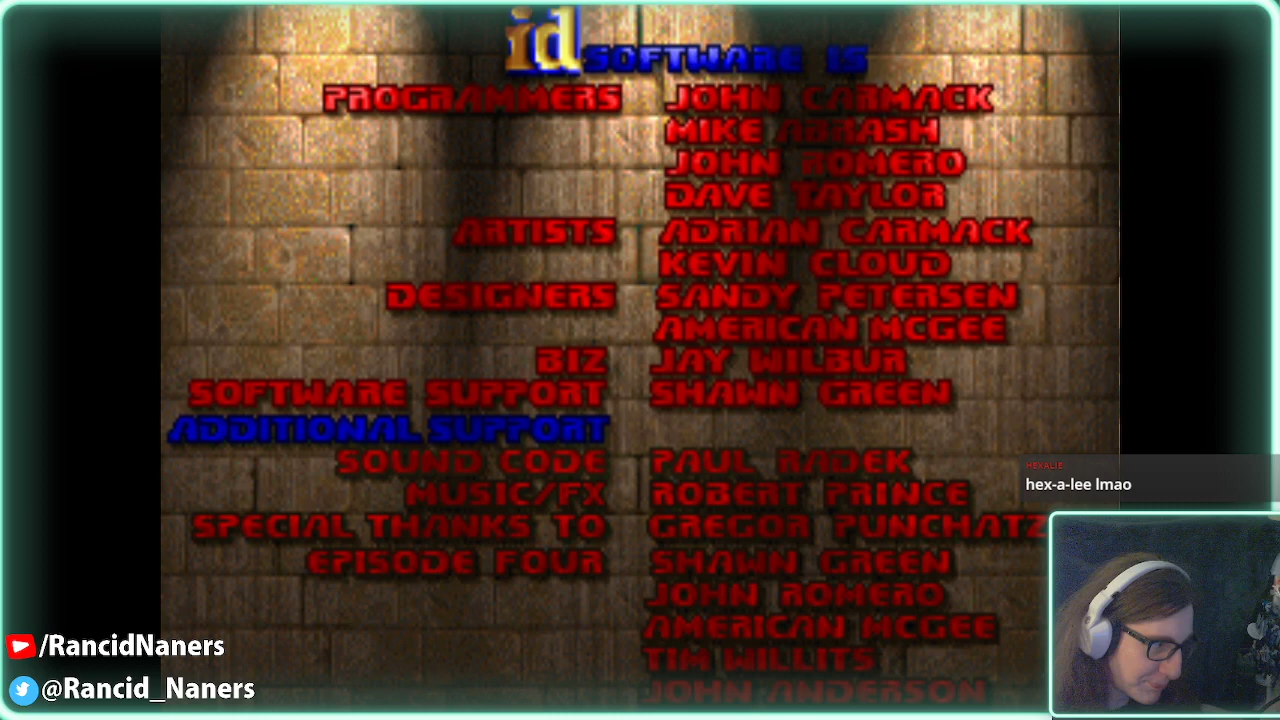 id SOFTWARE IS
PROGRAMMERS JOHN CARMACK
MIKE ABRASH
JOHN ROMERO
DAVE TAYLOR
ARTISTS ADRIAN CARMACK
KEVIN CLOUD
DESIGNERS SANDY PETERSEN
AMERICAN MCGEE
BIZ JAY WILBUR
SOFTWARE SUPPORT SHAWN GREEN
ADDITIONAL SUPPORT
SOUND CODE PAUL RADEK
MUSIC/FX ROBERT PRINCE
SPECIAL THANKS TO GREGOR PUNCHATZ
EPISODE FOUR SHAWN GREEN
JOHN ROMERO
AMERICAN MCGEE
TIM WILLITS
JOHN ANDERSON
HEXALIE
hex-a-lee lmao
/RancidNaners
@Rancid_Naners